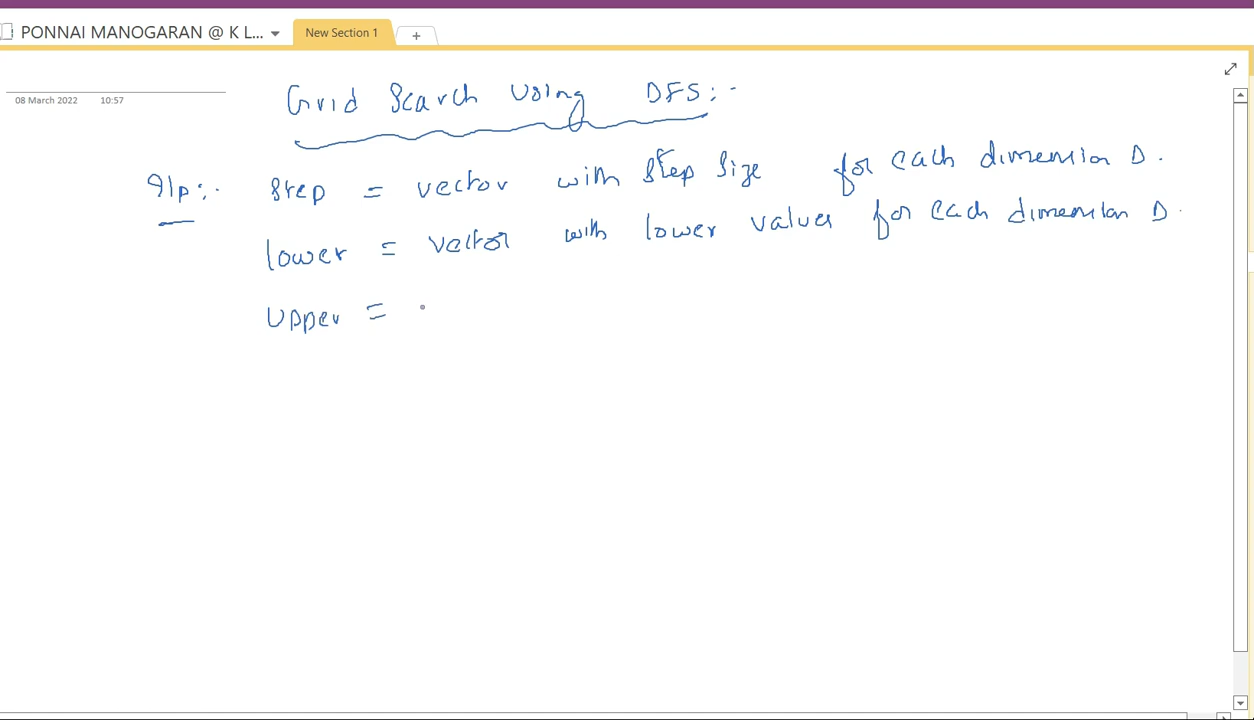 PONNAI MANOGARAN @ K L...
New Section 1
+
08 March 2022 10:57
Grid Search Using DFS:-
I/p:- Step = vector with Step Size for each dimension D.
lower = vector with lower values for each dimension D.
Upper =